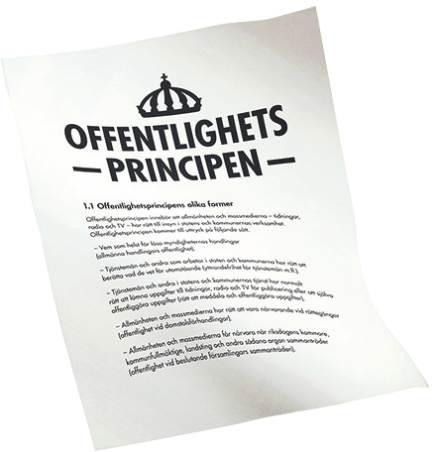 OFFENTLIGHETS
— PRINCIPEN —
1.1 Offentlighetsprincipens olika former
Offentlighetsprincipen innebär att allmänheten och massmedierna – tidningar,
radio och TV – har rätt till insyn i statens och kommunernas verksamhet.
Offentlighetsprincipen kommer till uttryck på följande sätt.
– Vem som helst får läsa myndigheternas handlingar
(allmänna handlingars offentlighet).
– Tjänstemän och andra som arbetar i staten och kommunerna har rätt att
berätta vad de vet för utomstående (yttrandefrihet för tjänstemän m.fl.).
– Tjänstemän och andra i statens och kommunernas tjänst har normalt
rätt att lämna uppgifter till tidningar, radio och TV för publicering eller att själva
offentliggöra uppgifter (rätt att meddela och offentliggöra uppgifter).
– Allmänheten och massmedierna har rätt att vara närvarande vid rättegångar
(offentlighet vid domstolsförhandlingar).
– Allmänheten och massmedierna får närvara när riksdagens kammare,
kommunfullmäktige, landsting och andra sådana organ sammanträder
(offentlighet vid beslutande församlingars sammanträden).